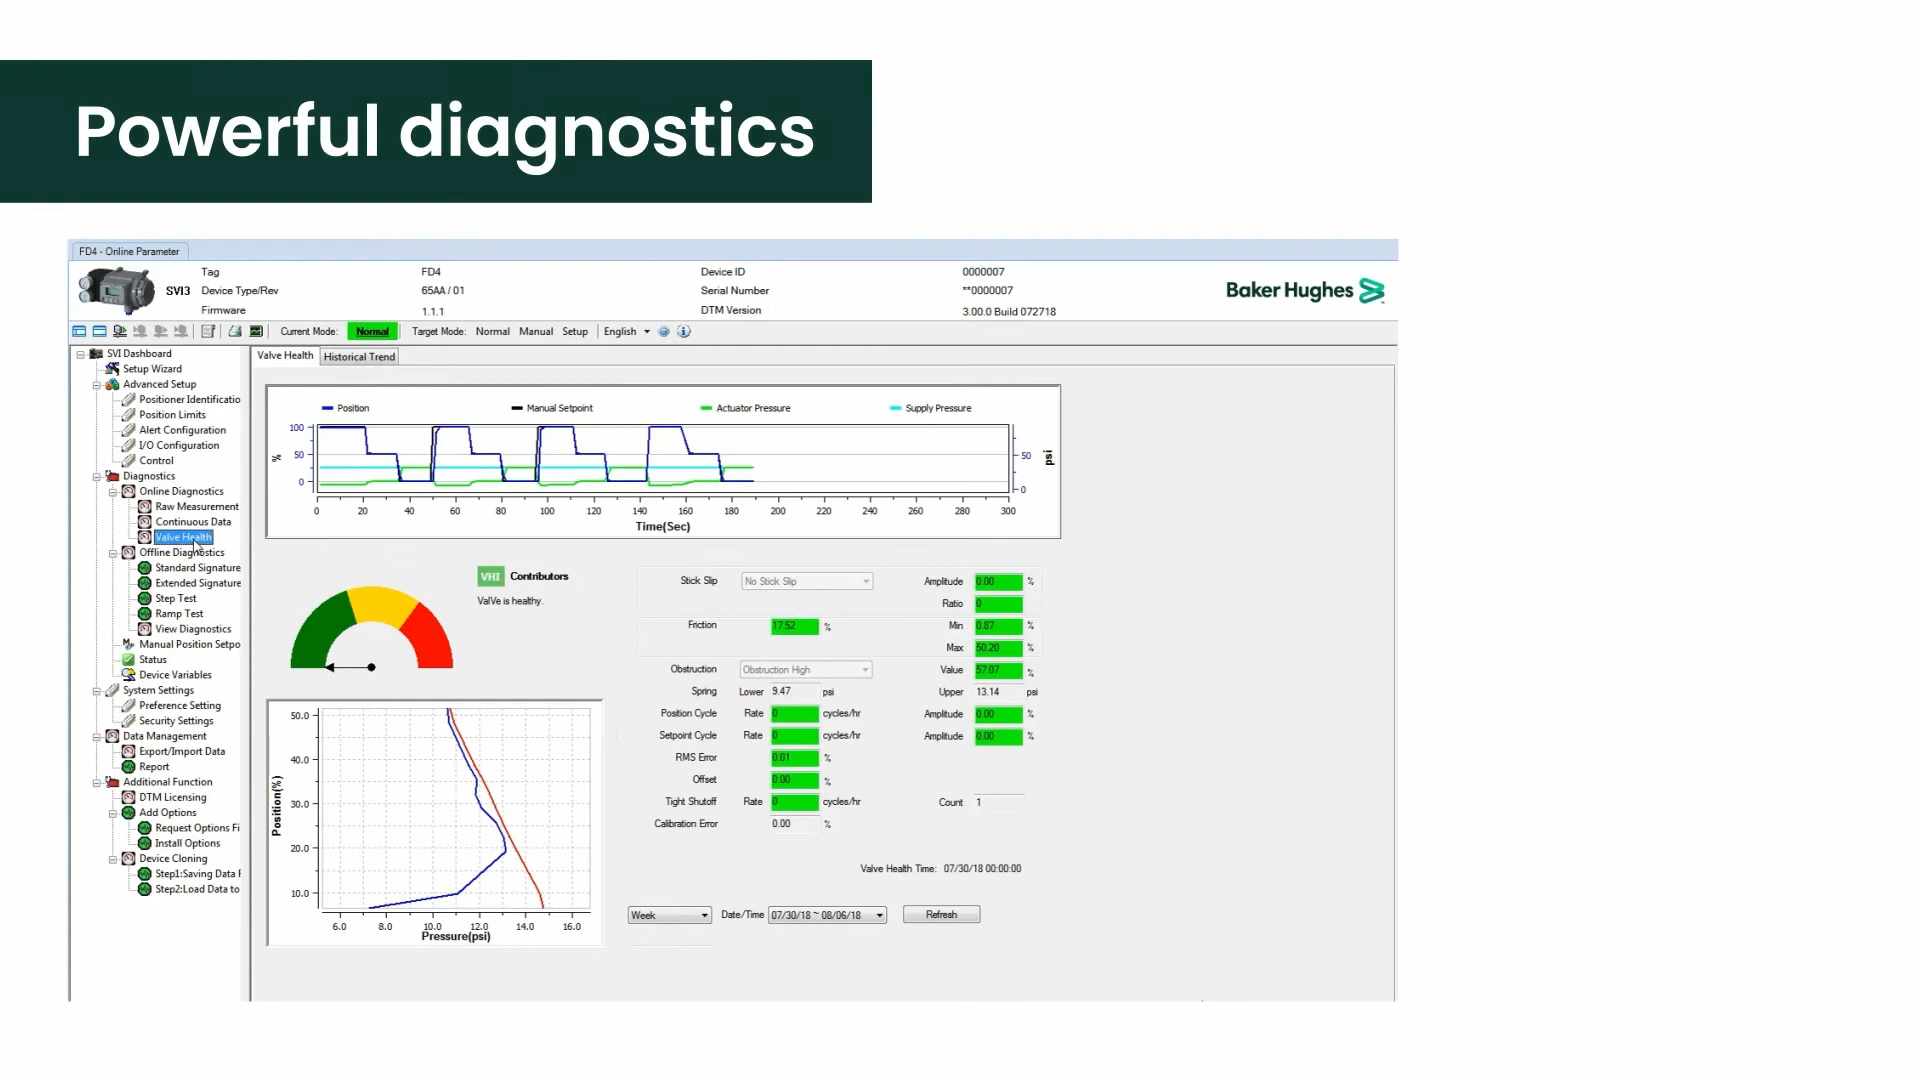 Powerful diagnostics
FD4 - Online Parameter
Tag FD4 Device ID 0000007
SVI3 Device Type/Rev 65AA / 01 Serial Number **0000007
Firmware 1.1.1 DTM Version 3.00.0 Build 072718
Baker Hughes
Current Mode: Normal Target Mode: Normal Manual Setup English
SVI Dashboard
Setup Wizard
Advanced Setup
Positioner Identificatio
Position Limits
Alert Configuration
I/O Configuration
Control
Diagnostics
Online Diagnostics
Raw Measurement
Continuous Data
Valve Health
Offline Diagnostics
Standard Signature
Extended Signature
Step Test
Ramp Test
View Diagnostics
Manual Position Setpo
Status
Device Variables
System Settings
Preference Setting
Security Settings
Data Management
Export/Import Data
Report
Additional Function
DTM Licensing
Add Options
Request Options Fi
Install Options
Device Cloning
Step1:Saving Data F
Step2:Load Data to
Valve Health Historical Trend
Position Manual Setpoint Actuator Pressure Supply Pressure
100
50
0
%
50
0
psi
0 20 40 60 80 100 120 140 160 180 200 220 240 260 280 300
Time(Sec)
VHI Contributors
ValVe is healthy.
Stick Slip No Stick Slip Amplitude 0.00 %
Ratio 0
Friction 17.52 % Min 0.87 %
Max 50.20 %
Obstruction Obstruction High Value 57.07 %
Spring Lower 9.47 psi Upper 13.14 psi
Position Cycle Rate 0 cycles/hr Amplitude 0.00 %
Setpoint Cycle Rate 0 cycles/hr Amplitude 0.00 %
RMS Error 0.01 %
Offset 0.00 %
Tight Shutoff Rate 0 cycles/hr Count 1
Calibration Error 0.00 %
Valve Health Time: 07/30/18 00:00:00
Week Date/Time 07/30/18 ~ 08/06/18 Refresh
50.0
40.0
30.0
20.0
10.0
Position(%)
6.0 8.0 10.0 12.0 14.0 16.0
Pressure(psi)